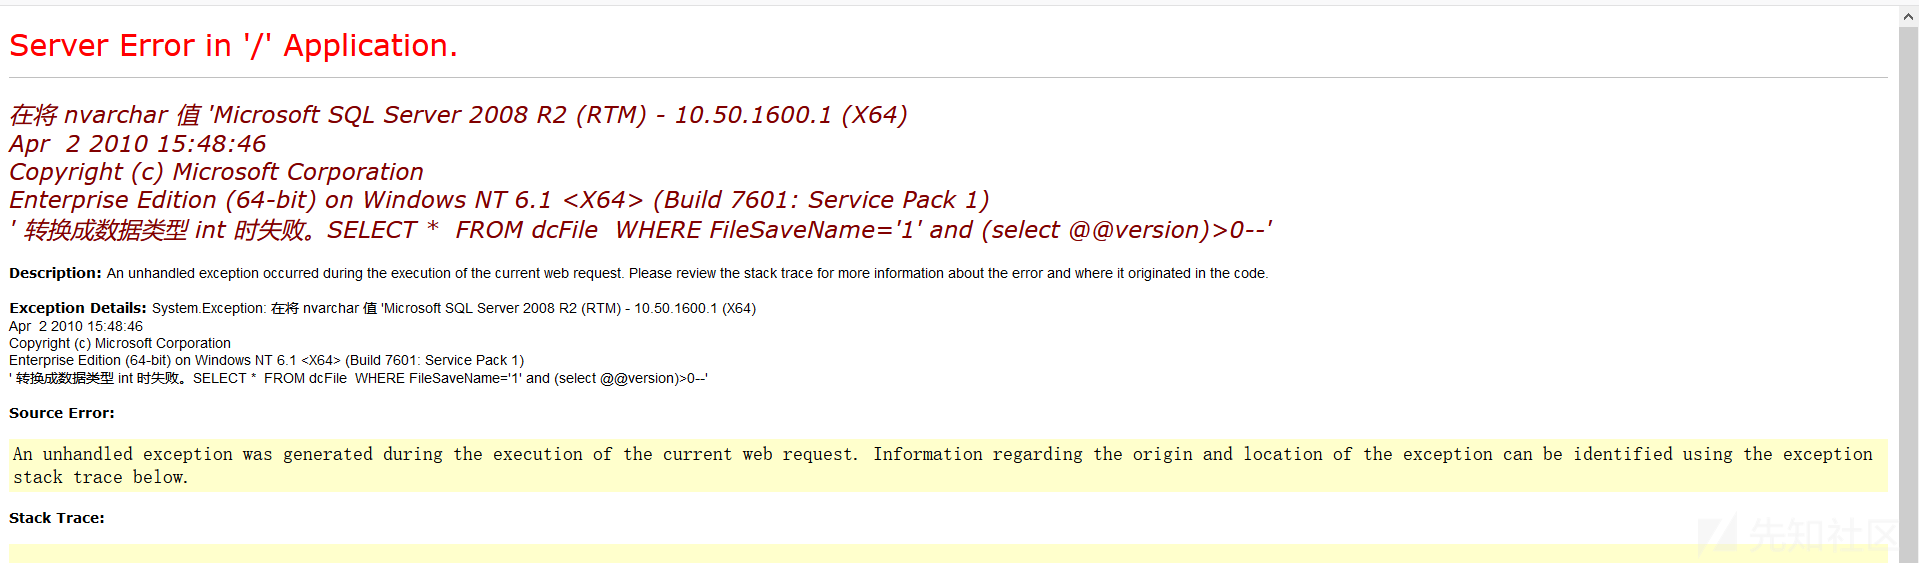 Server Error in '/' Application.
在将 nvarchar 值 'Microsoft SQL Server 2008 R2 (RTM) - 10.50.1600.1 (X64)
Apr  2 2010 15:48:46
Copyright (c) Microsoft Corporation
Enterprise Edition (64-bit) on Windows NT 6.1 <X64> (Build 7601: Service Pack 1)
' 转换成数据类型 int 时失败。SELECT *  FROM dcFile  WHERE FileSaveName='1' and (select @@version)>0--'
Description: An unhandled exception occurred during the execution of the current web request. Please review the stack trace for more information about the error and where it originated in the code.
Exception Details: System.Exception: 在将 nvarchar 值 'Microsoft SQL Server 2008 R2 (RTM) - 10.50.1600.1 (X64)
Apr  2 2010 15:48:46
Copyright (c) Microsoft Corporation
Enterprise Edition (64-bit) on Windows NT 6.1 <X64> (Build 7601: Service Pack 1)
' 转换成数据类型 int 时失败。SELECT *  FROM dcFile  WHERE FileSaveName='1' and (select @@version)>0--'
Source Error:
An unhandled exception was generated during the execution of the current web request. Information regarding the origin and location of the exception can be identified using the exception
stack trace below.
Stack Trace:
先知社区